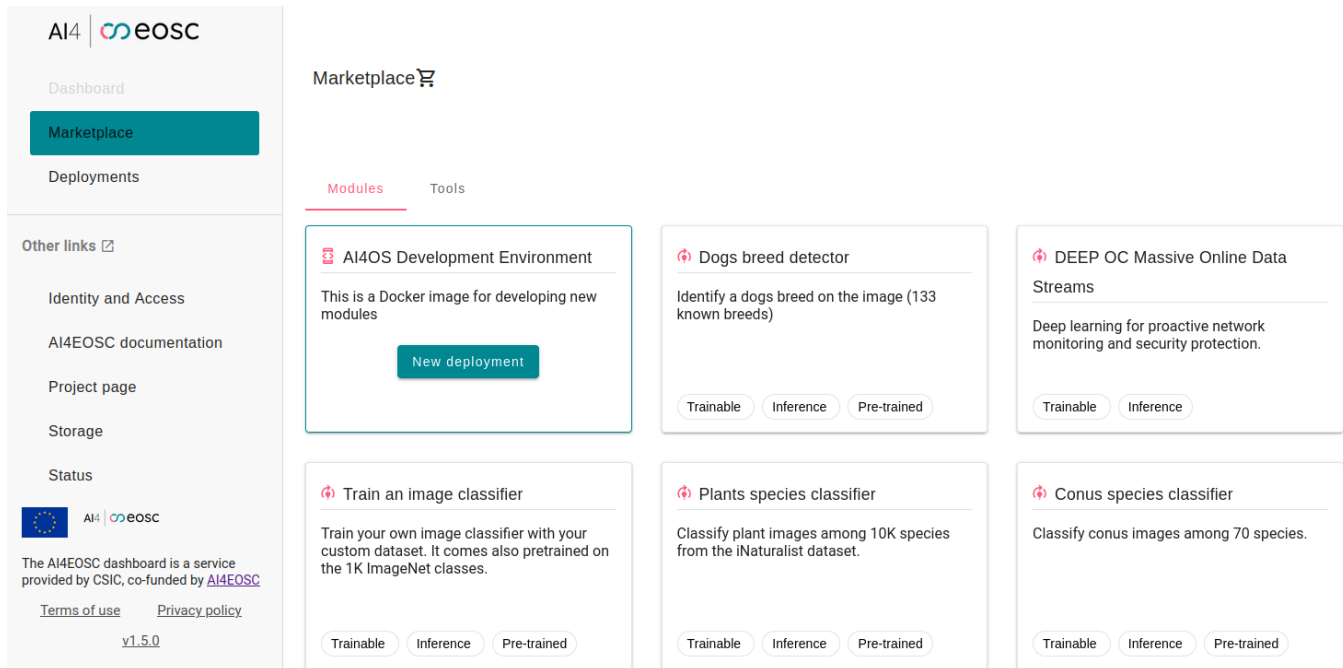 AI4 eosc
Dashboard
Marketplace
Deployments
Other links
Identity and Access
AI4EOSC documentation
Project page
Storage
Status
AI4 eosc
The AI4EOSC dashboard is a service
provided by CSIC, co-funded by AI4EOSC
Terms of use Privacy policy
v1.5.0
Marketplace
Modules Tools
AI4OS Development Environment
This is a Docker image for developing new
modules
New deployment
Dogs breed detector
Identify a dogs breed on the image (133
known breeds)
Trainable Inference Pre-trained
DEEP OC Massive Online Data
Streams
Deep learning for proactive network
monitoring and security protection.
Trainable Inference
Train an image classifier
Train your own image classifier with your
custom dataset. It comes also pretrained on
the 1K ImageNet classes.
Trainable Inference Pre-trained
Plants species classifier
Classify plant images among 10K species
from the iNaturalist dataset.
Trainable Inference Pre-trained
Conus species classifier
Classify conus images among 70 species.
Trainable Inference Pre-trained